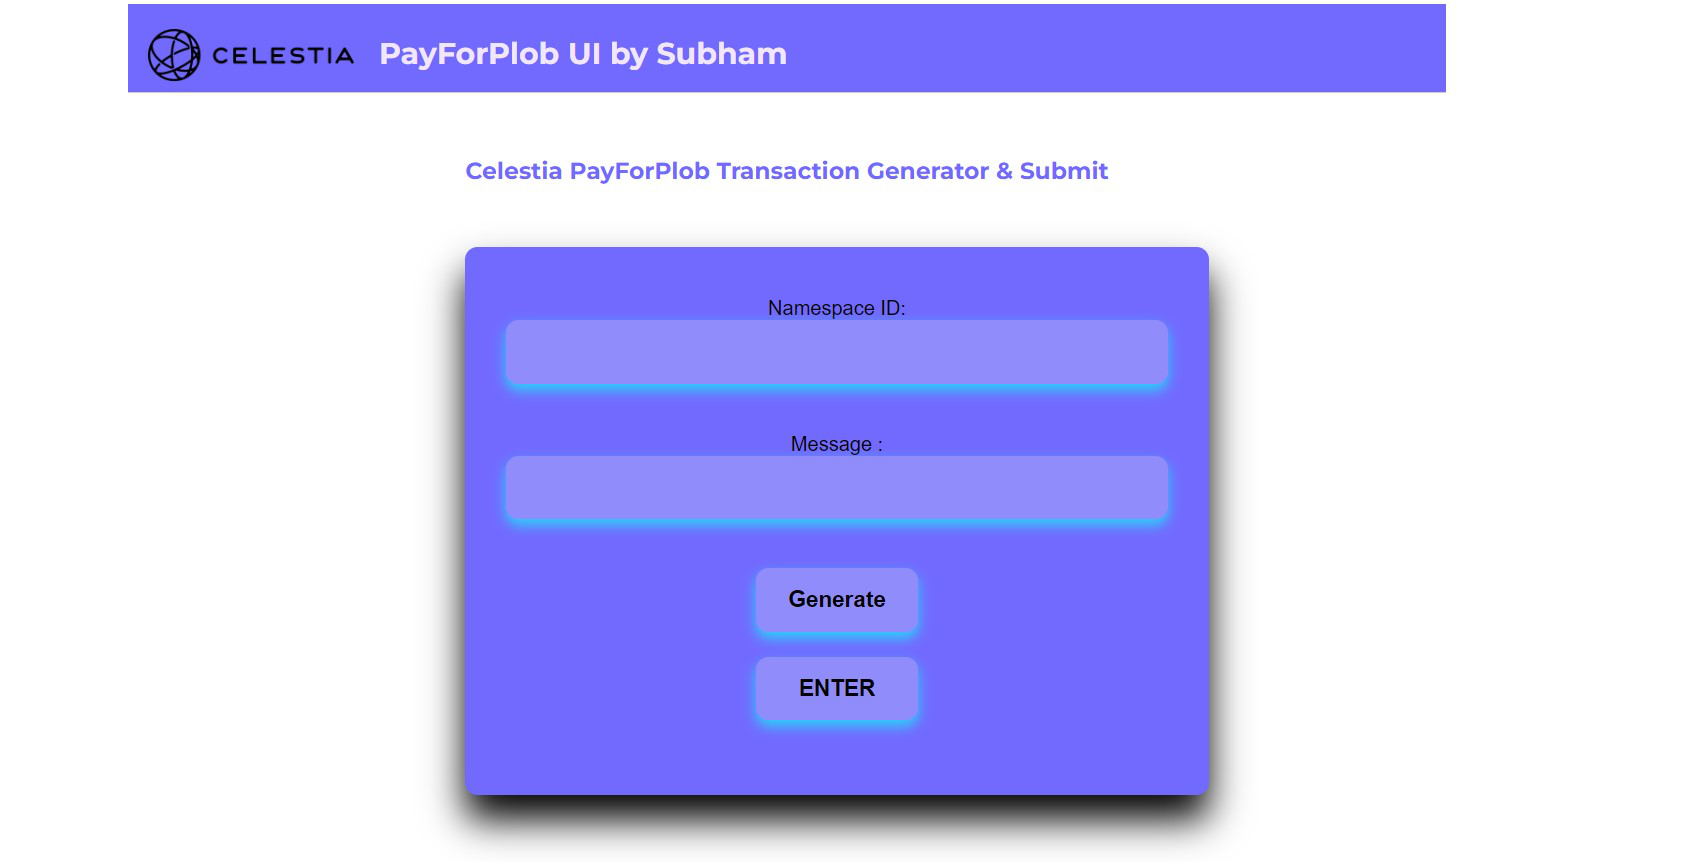 CELESTIA PayForPlob UI by Subham
Celestia PayForPlob Transaction Generator & Submit
Namespace ID:
Message :
Generate
ENTER